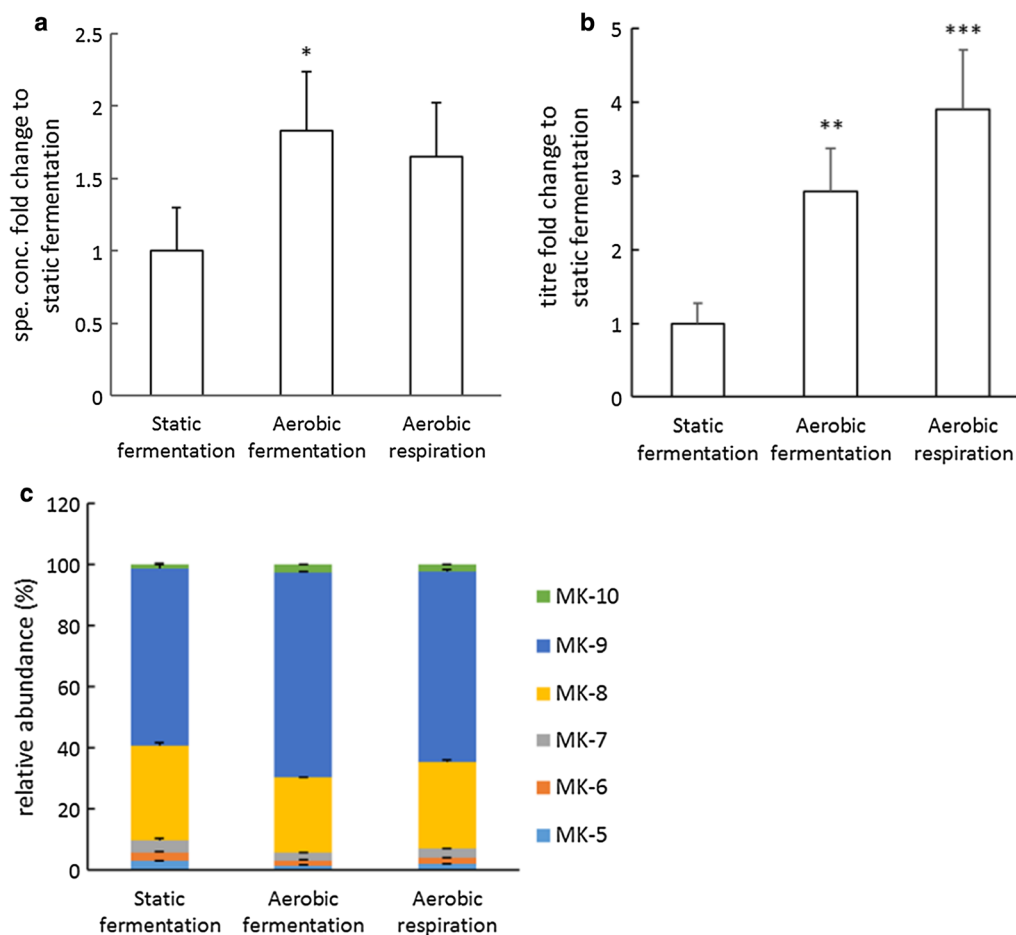 a
spe. conc. fold change to
static fermentation
2.5
2
1.5
1
0.5
0
*
Static
fermentation
Aerobic
fermentation
Aerobic
respiration
b
titre fold change to
static fermentation
5
4
3
2
1
0
**
***
Static
fermentation
Aerobic
fermentation
Aerobic
respiration
c
relative abundance (%)
120
100
80
60
40
20
0
Static
fermentation
Aerobic
fermentation
Aerobic
respiration
MK-10
MK-9
MK-8
MK-7
MK-6
MK-5